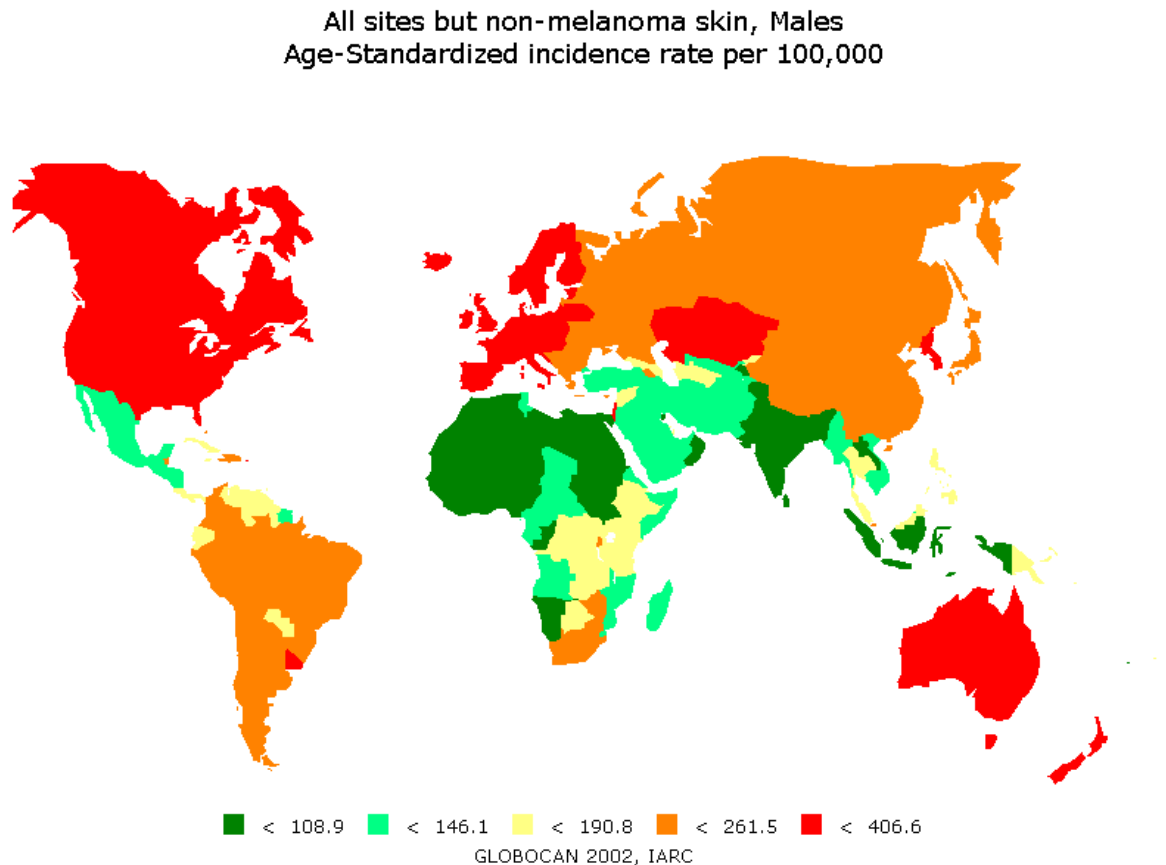 All sites but non-melanoma skin, Males
Age-Standardized incidence rate per 100,000
< 108.9 < 146.1 < 190.8 < 261.5 < 406.6
GLOBOCAN 2002, IARC